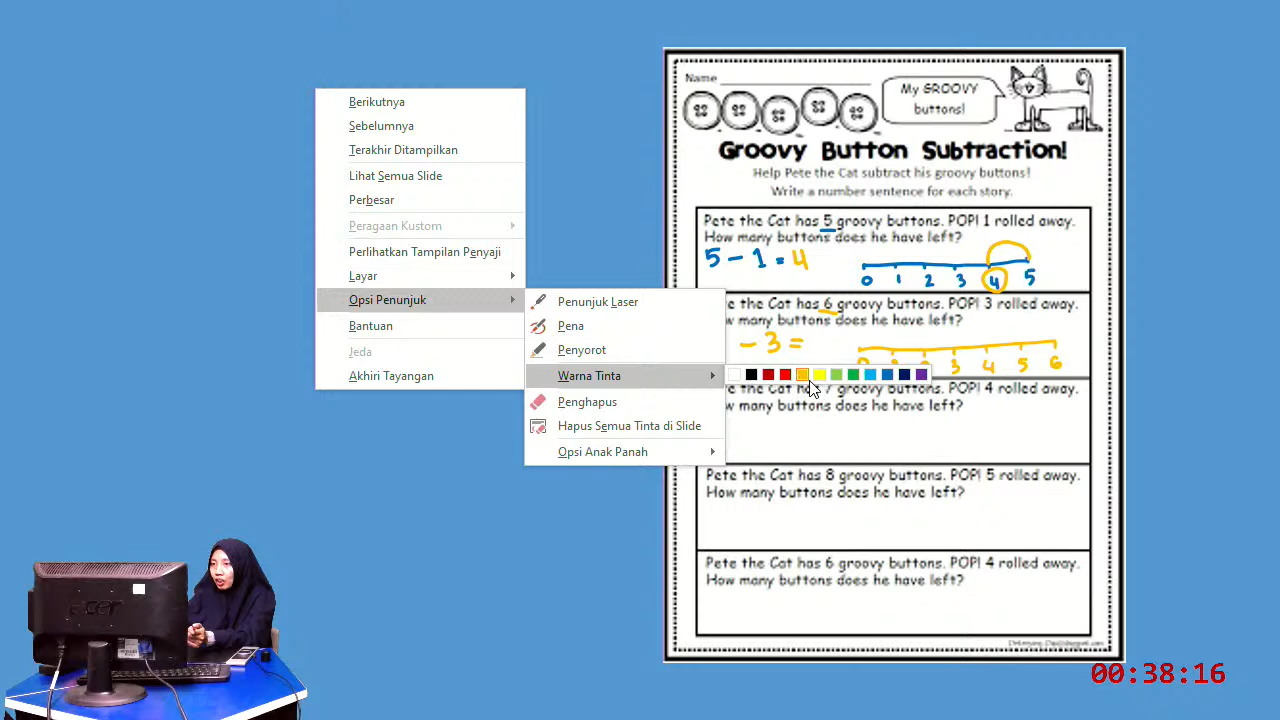 Berikutnya
Sebelumnya
Terakhir Ditampilkan
Lihat Semua Slide
Perbesar
Peragaan Kustom
Perlihatkan Tampilan Penyaji
Layar
Opsi Penunjuk
Bantuan
Jeda
Akhiri Tayangan
Penunjuk Laser
Pena
Penyorot
Warna Tinta
Penghapus
Hapus Semua Tinta di Slide
Opsi Anak Panah
Name
My GROOVY
buttons!
Groovy Button Subtraction!
Help Pete the Cat subtract his groovy buttons!
Write a number sentence for each story.
Pete the Cat has 5 groovy buttons. POP! 1 rolled away.
How many buttons does he have left?
5 - 1 = 4
0 1 2 3 4 5
the Cat has 6 groovy buttons. POP! 3 rolled away.
many buttons does he have left?
- 3 =
3 4 5 6
the Cat has 7 groovy buttons. POP! 4 rolled away.
many buttons does he have left?
Pete the Cat has 8 groovy buttons. POP! 5 rolled away.
How many buttons does he have left?
Pete the Cat has 6 groovy buttons. POP! 4 rolled away.
How many buttons does he have left?
acer
00:38:16